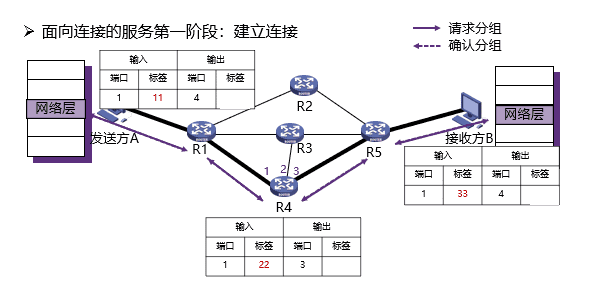 ➢ 面向连接的服务第一阶段：建立连接
请求分组
确认分组
输入 输出
端口 标签 端口 标签
1 11 4
网络层
发送方A
R1
R2
R3
R5
1 2 3
R4
网络层
接收方B
输入 输出
端口 标签 端口 标签
1 33 4
输入 输出
端口 标签 端口 标签
1 22 3